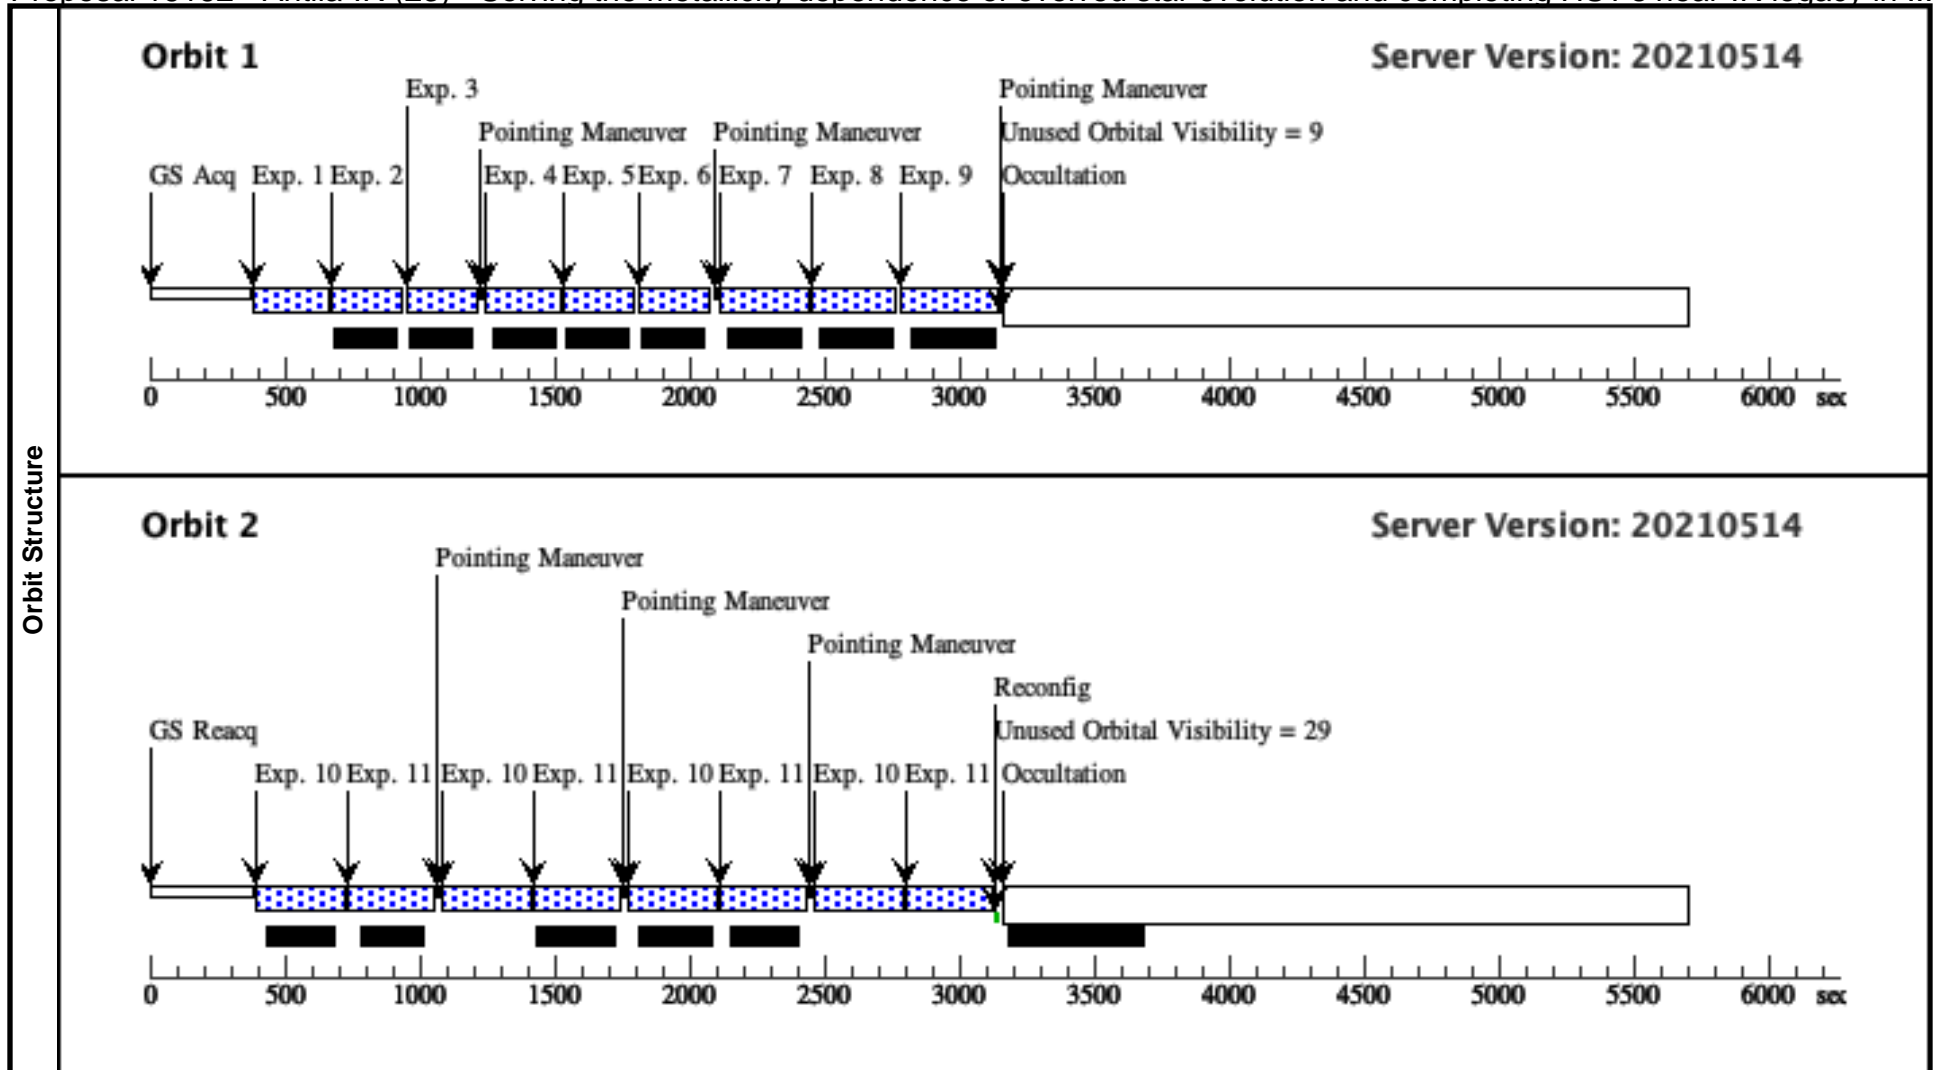 Orbit Structure
Orbit 1 Server Version: 20210514
Exp. 3 Pointing Maneuver
Pointing Maneuver Pointing Maneuver Unused Orbital Visibility = 9
GS Acq Exp. 1 Exp. 2 Exp. 4 Exp. 5 Exp. 6 Exp. 7 Exp. 8 Exp. 9 Occultation
0 500 1000 1500 2000 2500 3000 3500 4000 4500 5000 5500 6000 sec
Orbit 2 Server Version: 20210514
Pointing Maneuver
Pointing Maneuver
Pointing Maneuver
Reconfig
GS Reacq Unused Orbital Visibility = 29
Exp. 10 Exp. 11 Exp. 10 Exp. 11 Exp. 10 Exp. 11 Exp. 10 Exp. 11 Occultation
0 500 1000 1500 2000 2500 3000 3500 4000 4500 5000 5500 6000 sec